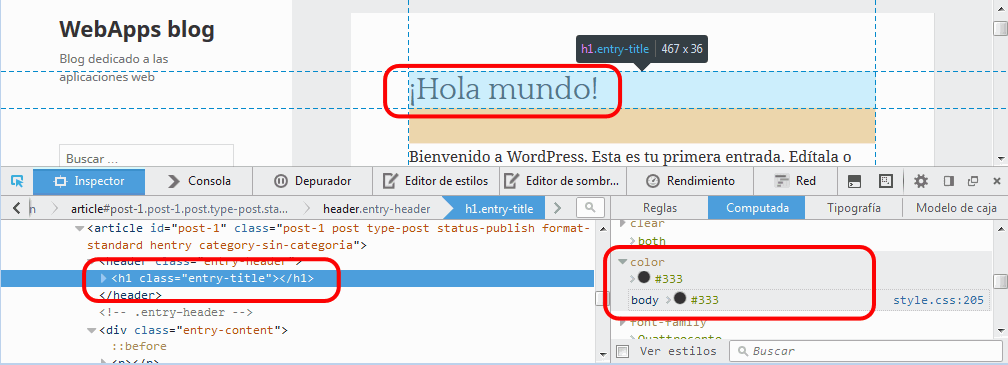 WebApps blog
Blog dedicado a las
aplicaciones web
h1.entry-title | 467 x 36
¡Hola mundo!
Buscar ...
Bienvenido a WordPress. Esta es tu primera entrada. Edítala o
Inspector
Consola
Depurador
Editor de estilos
Editor de sombr...
Rendimiento
Red
n
article#post-1.post-1.post.type-post.sta...
header.entry-header
h1.entry-title
Reglas
Computada
Tipografía
Modelo de caja
<article id="post-1" class="post-1 post type-post status-publish format-
standard hentry category-sin-categoria">
<header class="entry-header">
<h1 class="entry-title"></h1>
</header>
<!-- .entry-header -->
<div class="entry-content">
::before
<p></p>
clear
both
color
#333
body > #333 style.css:205
font-family
Quattrocento
Ver estilos
Buscar